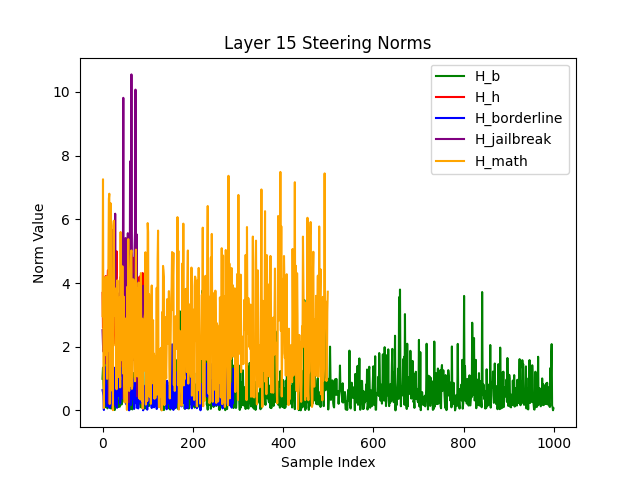 Layer 15 Steering Norms
H_b
H_h
H_borderline
H_jailbreak
H_math
Norm Value
10
8
6
4
2
0
0
200
400
600
800
1000
Sample Index